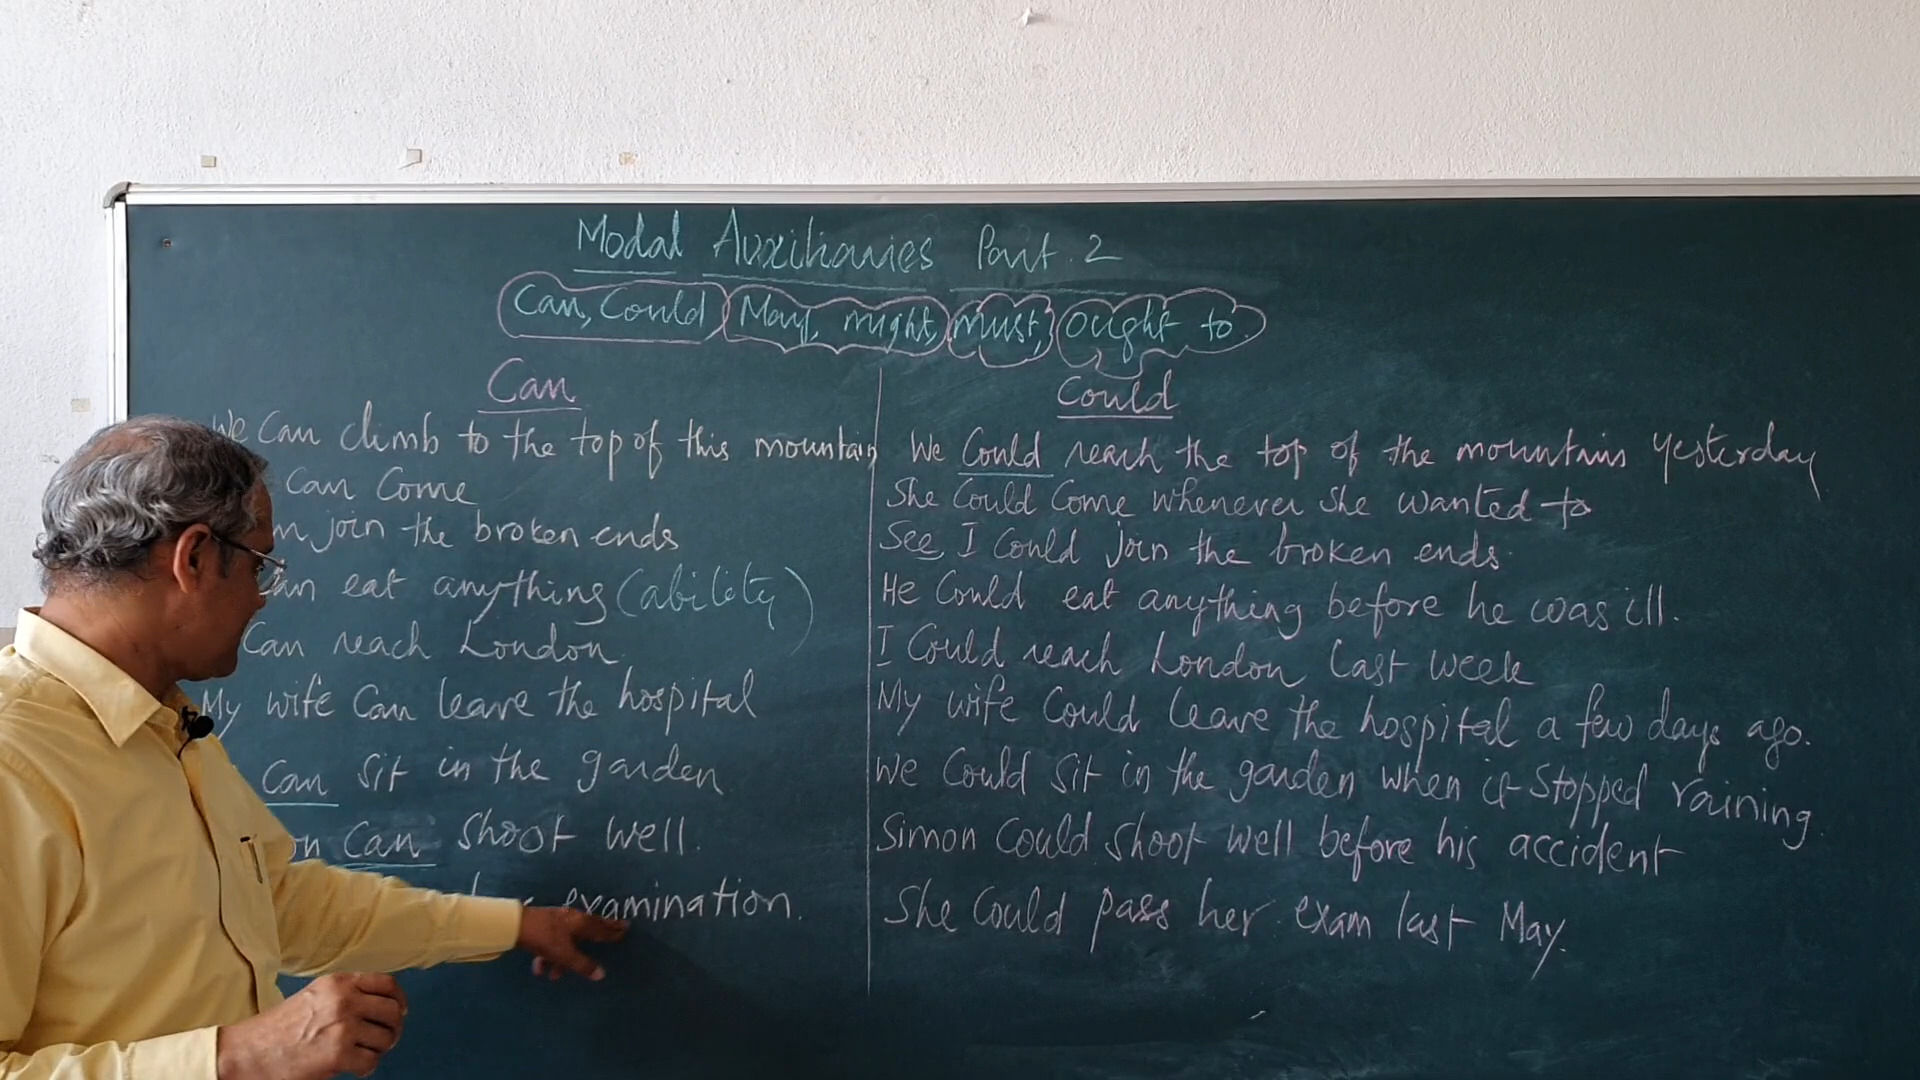 Modal Auxiliaries Part. 2
Can, Could May, might, must, ought to.
Can
We Can climb to the top of this mountain
Can Come
join the broken ends
eat anything (ability)
Can reach London.
My wife Can leave the hospital
Can sit in the garden
Can shoot well.
examination.
Could
We Could reach the top of the mountains yesterday
She Could Come whenever she wanted to
See I Could join the broken ends.
He Could eat anything before he was ill.
I Could reach London last week
My wife Could leave the hospital a few days ago.
We Could sit in the garden when it stopped raining.
Simon Could shoot well before his accident
She Could pass her exam last May.